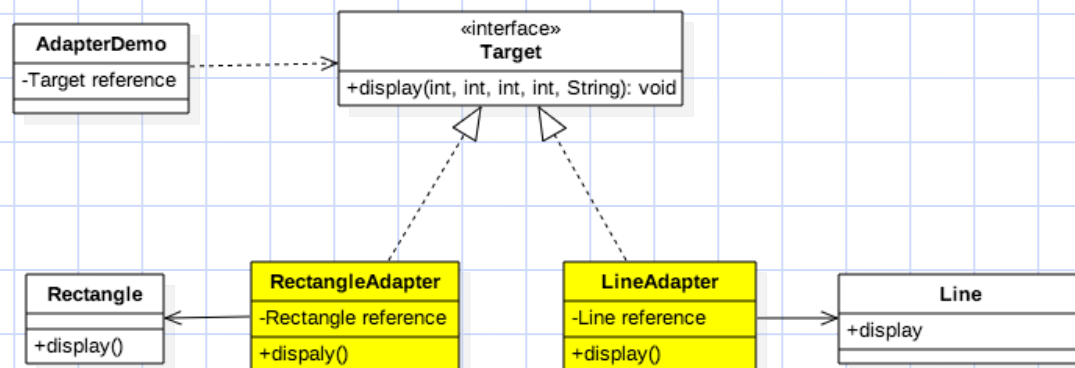 AdapterDemo
-Target reference
«interface»
Target
+display(int, int, int, int, String): void
Rectangle
+display()
RectangleAdapter
-Rectangle reference
+dispaly()
LineAdapter
-Line reference
+display()
Line
+display